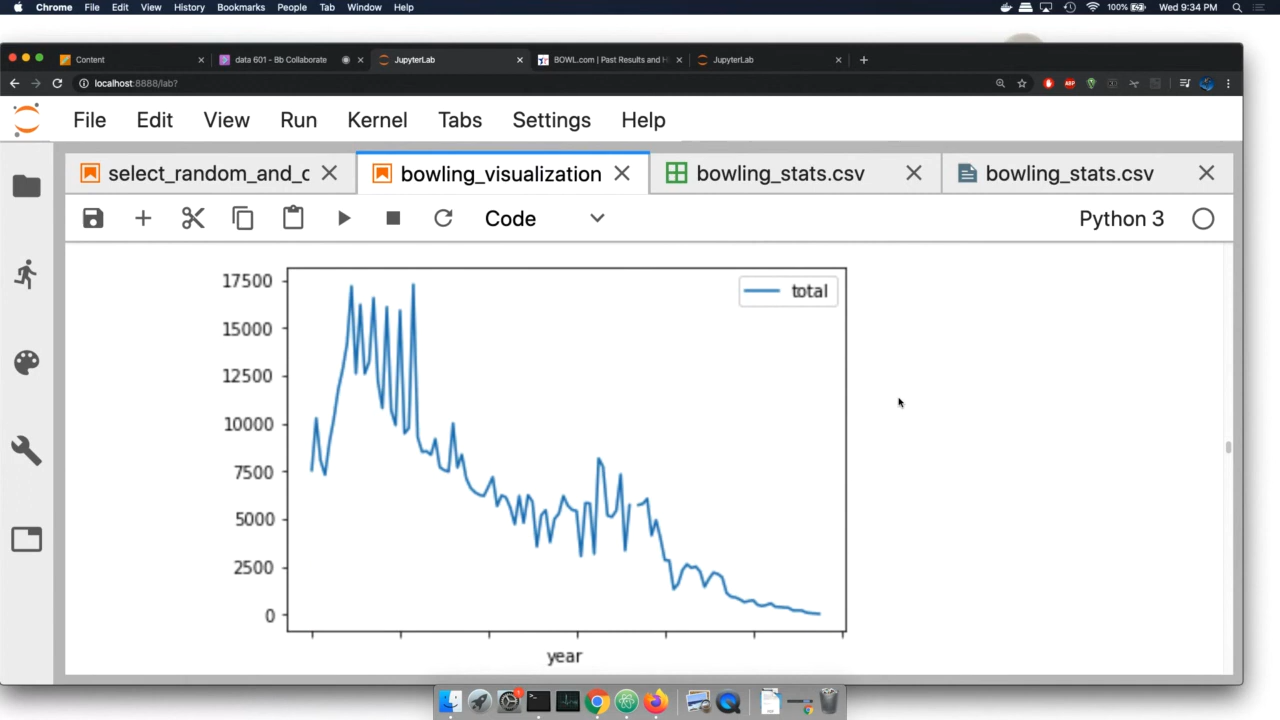 Chrome File Edit View History Bookmarks People Tab Window Help 100% Wed 9:34 PM
Content data 601 - Bb Collaborate JupyterLab BOWL.com | Past Results and H JupyterLab
localhost:8888/lab?
File Edit View Run Kernel Tabs Settings Help
select_random_and_c bowling_visualization bowling_stats.csv bowling_stats.csv
Code Python 3
17500
total
15000
12500
10000
7500
5000
2500
0
year